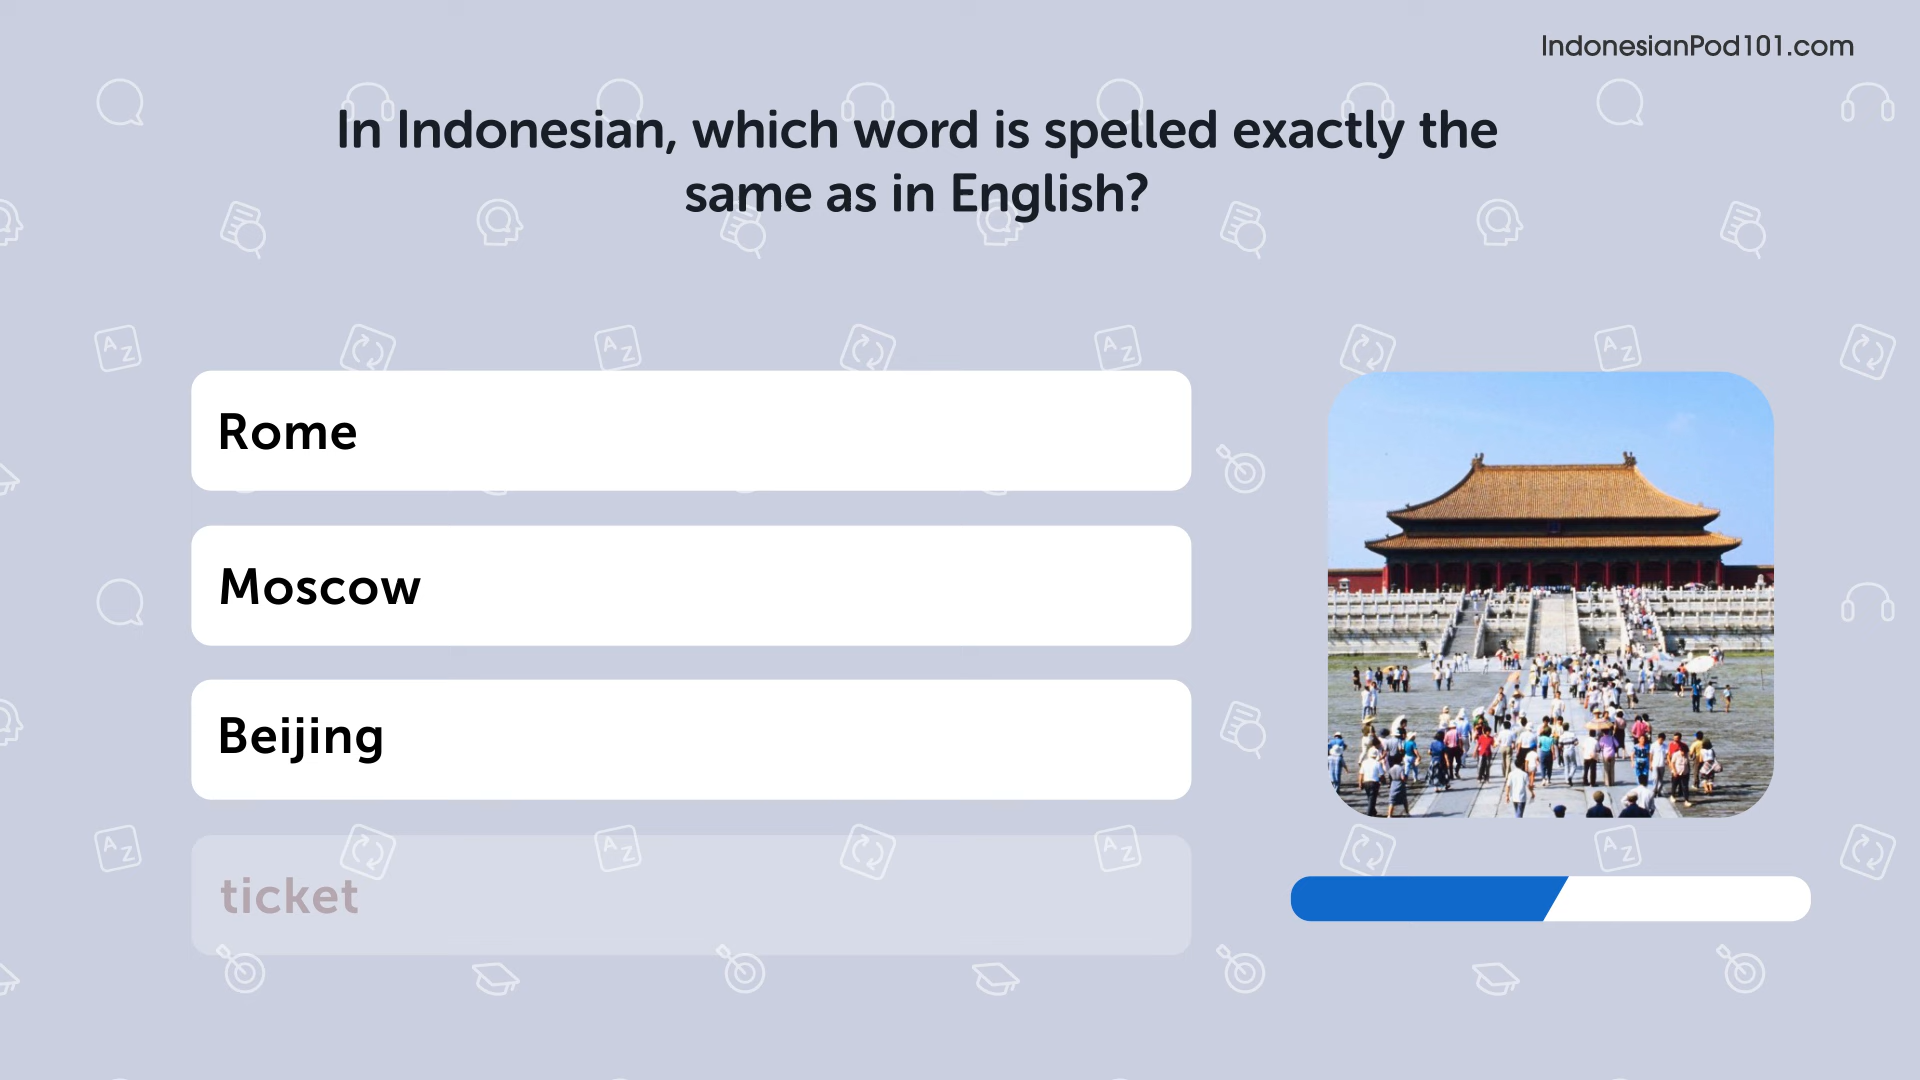 IndonesianPod101.com
In Indonesian, which word is spelled exactly the
same as in English?
Rome
Moscow
Beijing
ticket